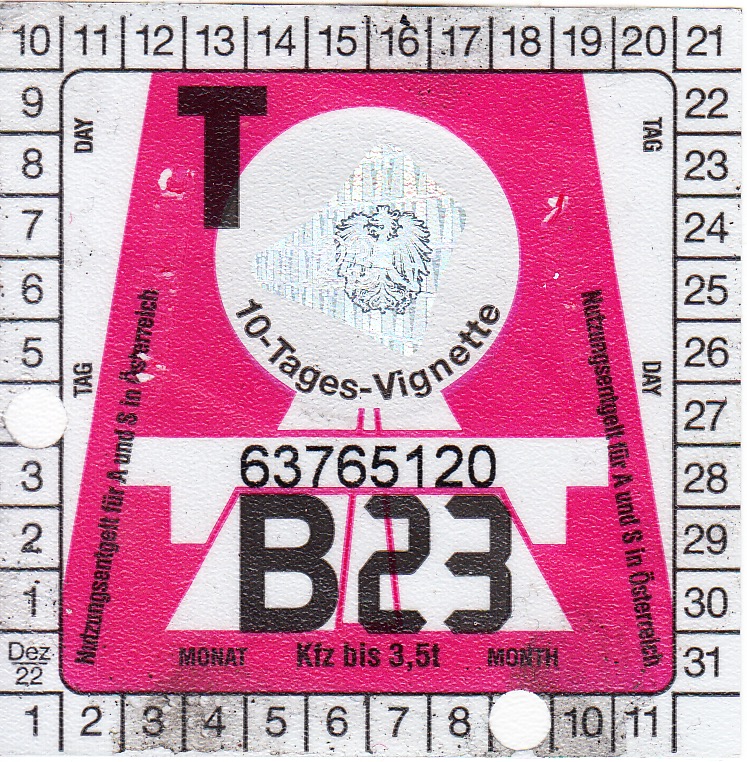 10 11 12 13 14 15 16 17 18 19 20 21
9 22
DAY TAG
8 23
T
7 24
6 25
5 26
27
3 28
2 29
1 30
Dez 22 31
TAG DAY
10-Tages-Vignette
Nutzungsentgelt für A und S in Österreich
Nutzungsentgelt für A und S in Österreich
63765120
B23
MONAT Kfz bis 3,5t MONTH
1 2 3 4 5 6 7 8 10 11